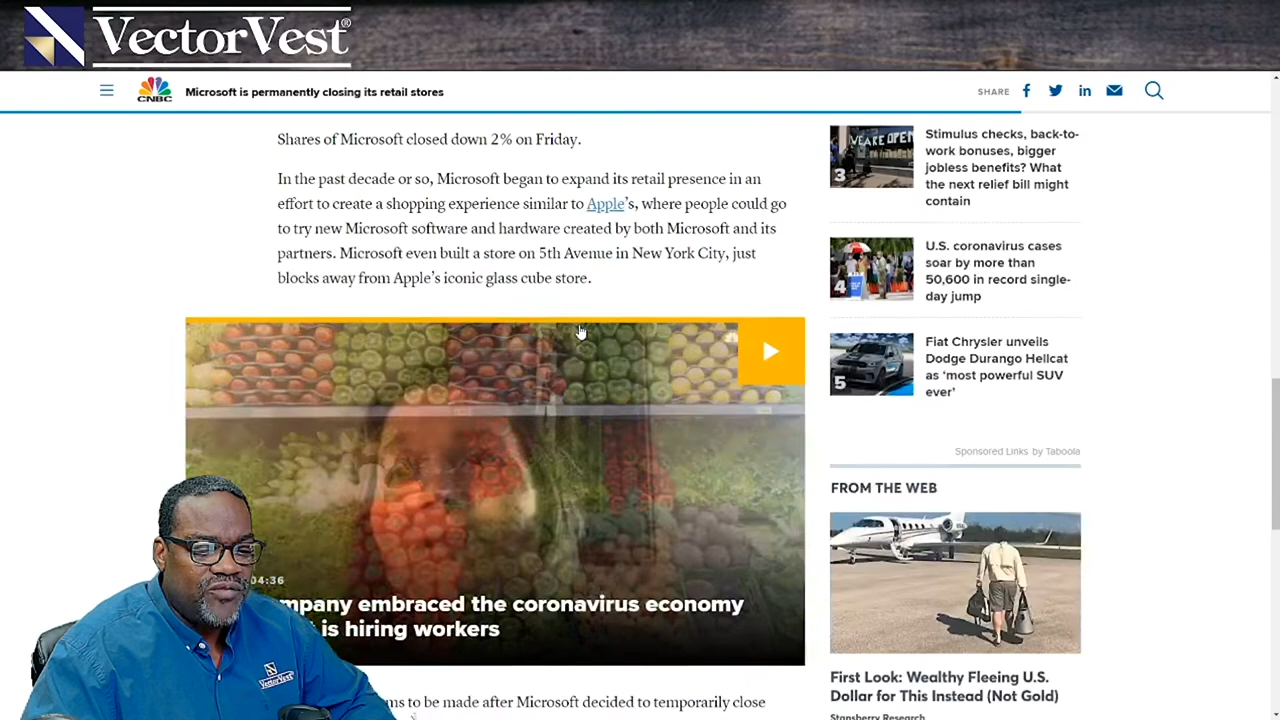 VectorVest®
CNBC
Microsoft is permanently closing its retail stores
SHARE
Shares of Microsoft closed down 2% on Friday.
In the past decade or so, Microsoft began to expand its retail presence in an
effort to create a shopping experience similar to Apple's, where people could go
to try new Microsoft software and hardware created by both Microsoft and its
partners. Microsoft even built a store on 5th Avenue in New York City, just
blocks away from Apple's iconic glass cube store.
04:36
mpany embraced the coronavirus economy
is hiring workers
ms to be made after Microsoft decided to temporarily close
VectorVest
3
Stimulus checks, back-to-
work bonuses, bigger
jobless benefits? What
the next relief bill might
contain
4
U.S. coronavirus cases
soar by more than
50,600 in record single-
day jump
5
Fiat Chrysler unveils
Dodge Durango Hellcat
as ‘most powerful SUV
ever’
Sponsored Links by Taboola
FROM THE WEB
First Look: Wealthy Fleeing U.S.
Dollar for This Instead (Not Gold)
Stansberry Research